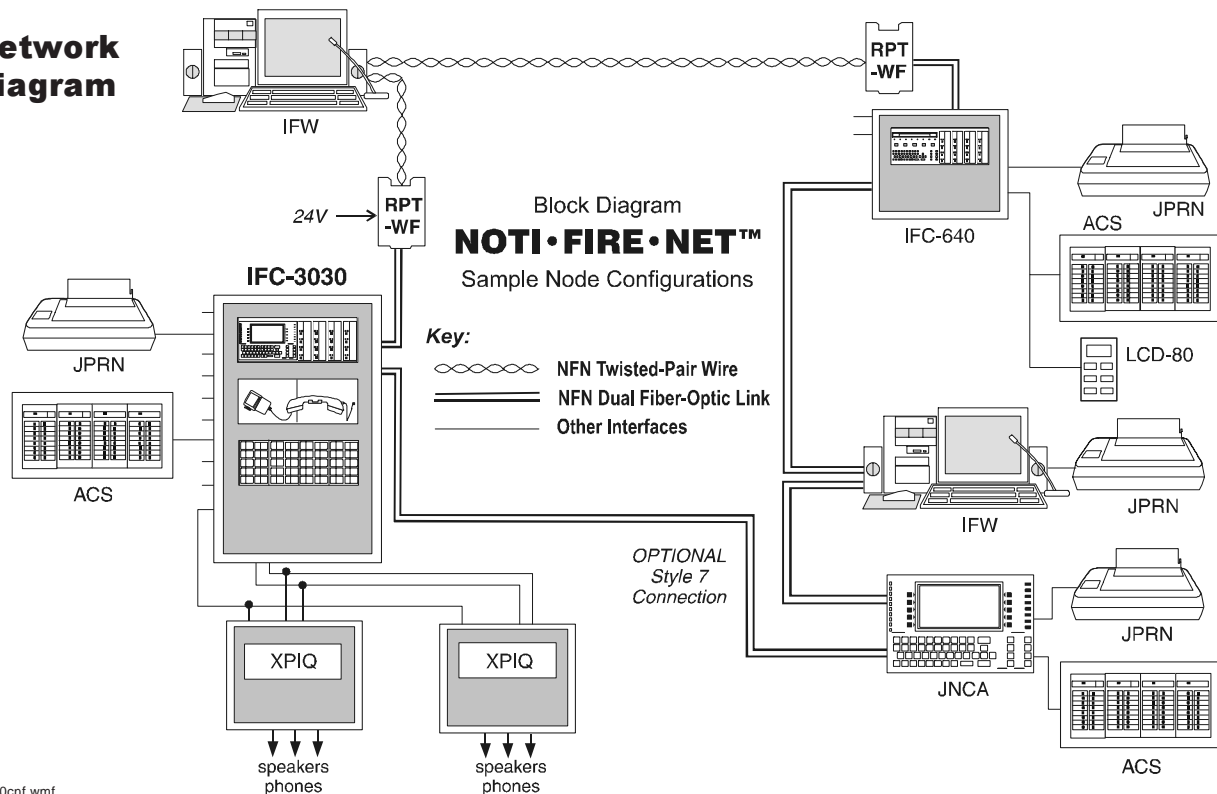 etwork
iagram
IFW
RPT
-WF
24V
RPT
-WF
Block Diagram
NOTI•FIRE•NET™
Sample Node Configurations
Key:
NFN Twisted-Pair Wire
NFN Dual Fiber-Optic Link
Other Interfaces
IFC-3030
JPRN
ACS
XPIQ
speakers
phones
XPIQ
speakers
phones
OPTIONAL
Style 7
Connection
IFC-640
JPRN
ACS
LCD-80
IFW
JPRN
JNCA
JPRN
ACS
0cnf.wmf